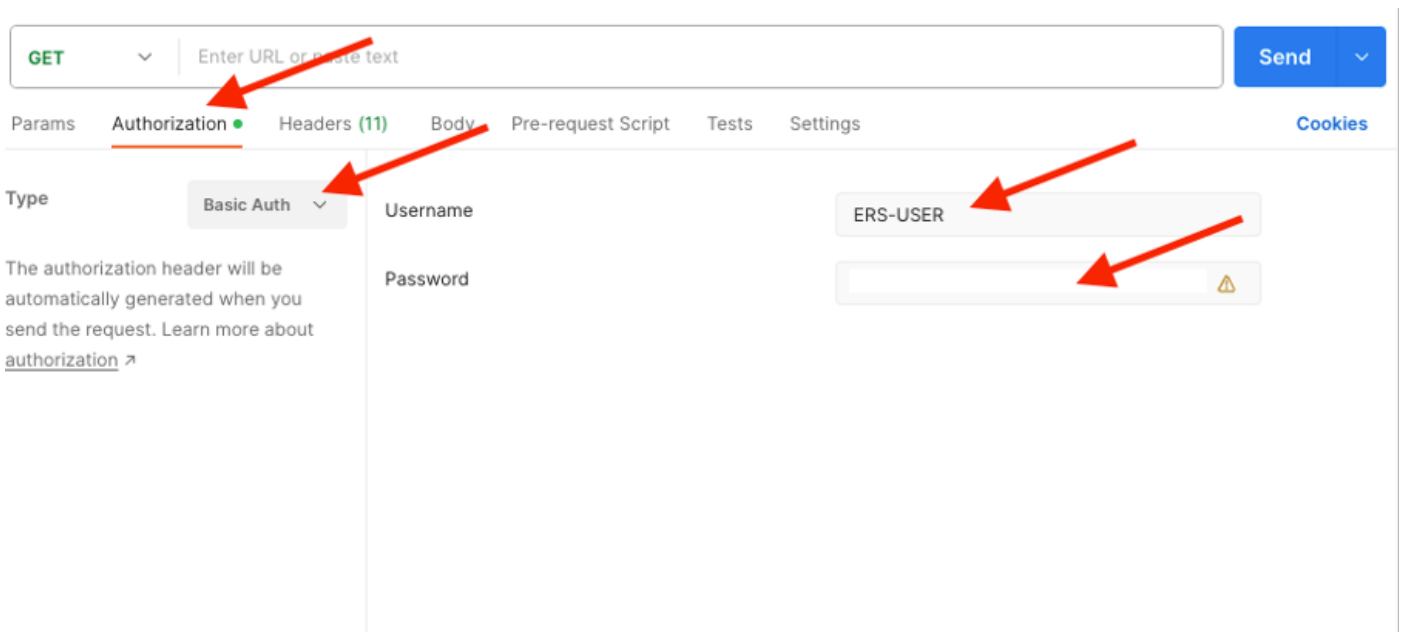 GET Enter URL or paste text Send
Params Authorization Headers (11) Body Pre-request Script Tests Settings Cookies
Type Basic Auth
The authorization header will be
automatically generated when you
send the request. Learn more about
authorization ↗
Username ERS-USER
Password